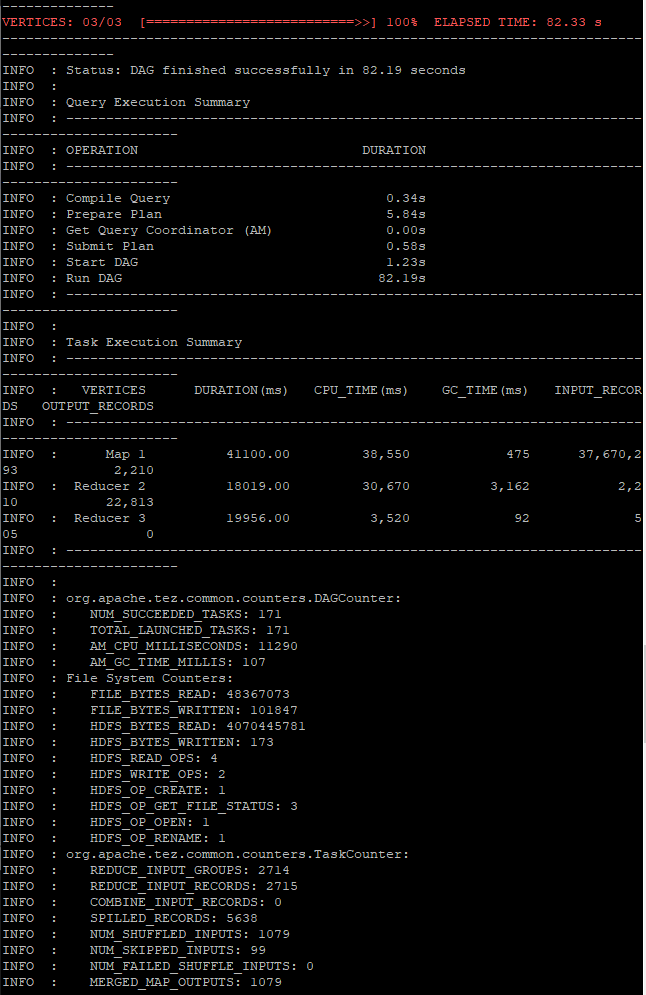 --------------
VERTICES: 03/03  [==========================>>] 100%  ELAPSED TIME: 82.33 s
--------------------------------------------------------------------------------
--------------
INFO  : Status: DAG finished successfully in 82.19 seconds
INFO  :
INFO  : Query Execution Summary
INFO  : ------------------------------------------------------------------------
----------------------
INFO  : OPERATION                            DURATION
INFO  : ------------------------------------------------------------------------
----------------------
INFO  : Compile Query                           0.34s
INFO  : Prepare Plan                            5.84s
INFO  : Get Query Coordinator (AM)              0.00s
INFO  : Submit Plan                             0.58s
INFO  : Start DAG                               1.23s
INFO  : Run DAG                                82.19s
INFO  : ------------------------------------------------------------------------
----------------------
INFO  :
INFO  : Task Execution Summary
INFO  : ------------------------------------------------------------------------
----------------------
INFO  :   VERTICES      DURATION(ms)   CPU_TIME(ms)    GC_TIME(ms)   INPUT_RECOR
DS   OUTPUT_RECORDS
INFO  : ------------------------------------------------------------------------
----------------------
INFO  :      Map 1          41100.00         38,550            475      37,670,2
93            2,210
INFO  :  Reducer 2          18019.00         30,670          3,162           2,2
10           22,813
INFO  :  Reducer 3          19956.00          3,520             92             5
05                0
INFO  : ------------------------------------------------------------------------
----------------------
INFO  :
INFO  : org.apache.tez.common.counters.DAGCounter:
INFO  :    NUM_SUCCEEDED_TASKS: 171
INFO  :    TOTAL_LAUNCHED_TASKS: 171
INFO  :    AM_CPU_MILLISECONDS: 11290
INFO  :    AM_GC_TIME_MILLIS: 107
INFO  : File System Counters:
INFO  :    FILE_BYTES_READ: 48367073
INFO  :    FILE_BYTES_WRITTEN: 101847
INFO  :    HDFS_BYTES_READ: 4070445781
INFO  :    HDFS_BYTES_WRITTEN: 173
INFO  :    HDFS_READ_OPS: 4
INFO  :    HDFS_WRITE_OPS: 2
INFO  :    HDFS_OP_CREATE: 1
INFO  :    HDFS_OP_GET_FILE_STATUS: 3
INFO  :    HDFS_OP_OPEN: 1
INFO  :    HDFS_OP_RENAME: 1
INFO  : org.apache.tez.common.counters.TaskCounter:
INFO  :    REDUCE_INPUT_GROUPS: 2714
INFO  :    REDUCE_INPUT_RECORDS: 2715
INFO  :    COMBINE_INPUT_RECORDS: 0
INFO  :    SPILLED_RECORDS: 5638
INFO  :    NUM_SHUFFLED_INPUTS: 1079
INFO  :    NUM_SKIPPED_INPUTS: 99
INFO  :    NUM_FAILED_SHUFFLE_INPUTS: 0
INFO  :    MERGED_MAP_OUTPUTS: 1079